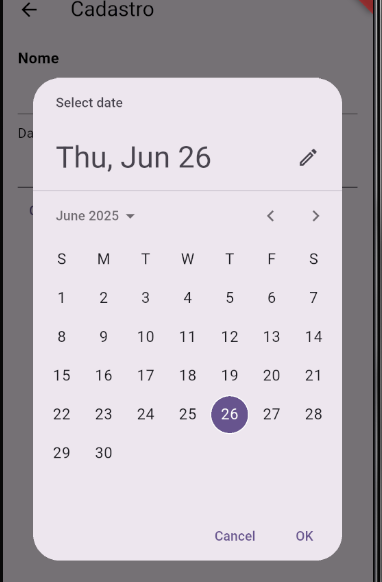 Cadastro
Nome
Select date
Da
Thu, Jun 26
June 2025
S M T W T F S
1 2 3 4 5 6 7
8 9 10 11 12 13 14
15 16 17 18 19 20 21
22 23 24 25 26 27 28
29 30
Cancel OK